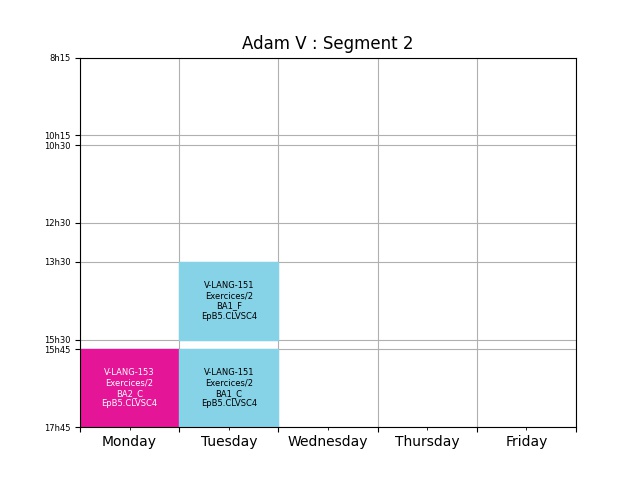 Adam V : Segment 2
8h15
10h15
10h30
12h30
13h30
V-LANG-151
Exercices/2
BA1_F
EpB5.CLVSC4
15h30
15h45
V-LANG-153
Exercices/2
BA2_C
EpB5.CLVSC4
V-LANG-151
Exercices/2
BA1_C
EpB5.CLVSC4
17h45
Monday Tuesday Wednesday Thursday Friday